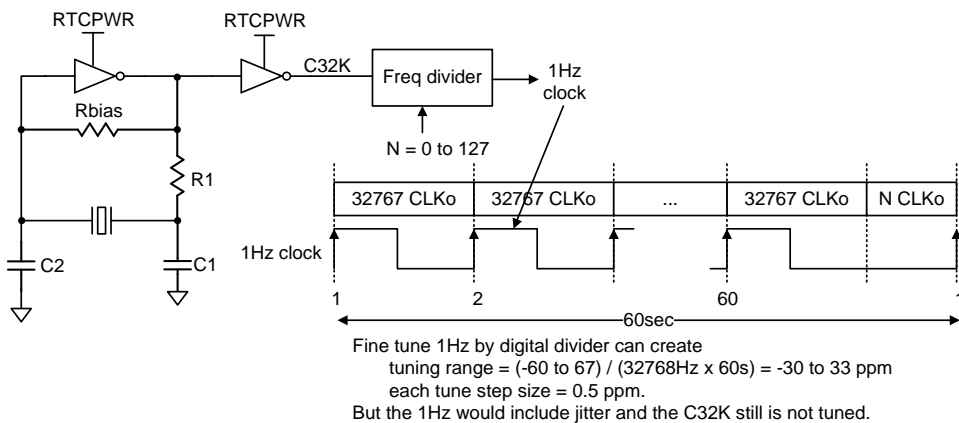 RTCPWR
RTCPWR
C32K
Freq divider
1Hz
clock
Rbias
N = 0 to 127
R1
32767 CLKo
32767 CLKo
...
32767 CLKo
N CLKo
1Hz clock
C2
C1
1
2
60
1
60sec
Fine tune 1Hz by digital divider can create
tuning range = (-60 to 67) / (32768Hz x 60s) = -30 to 33 ppm
each tune step size = 0.5 ppm.
But the 1Hz would include jitter and the C32K still is not tuned.